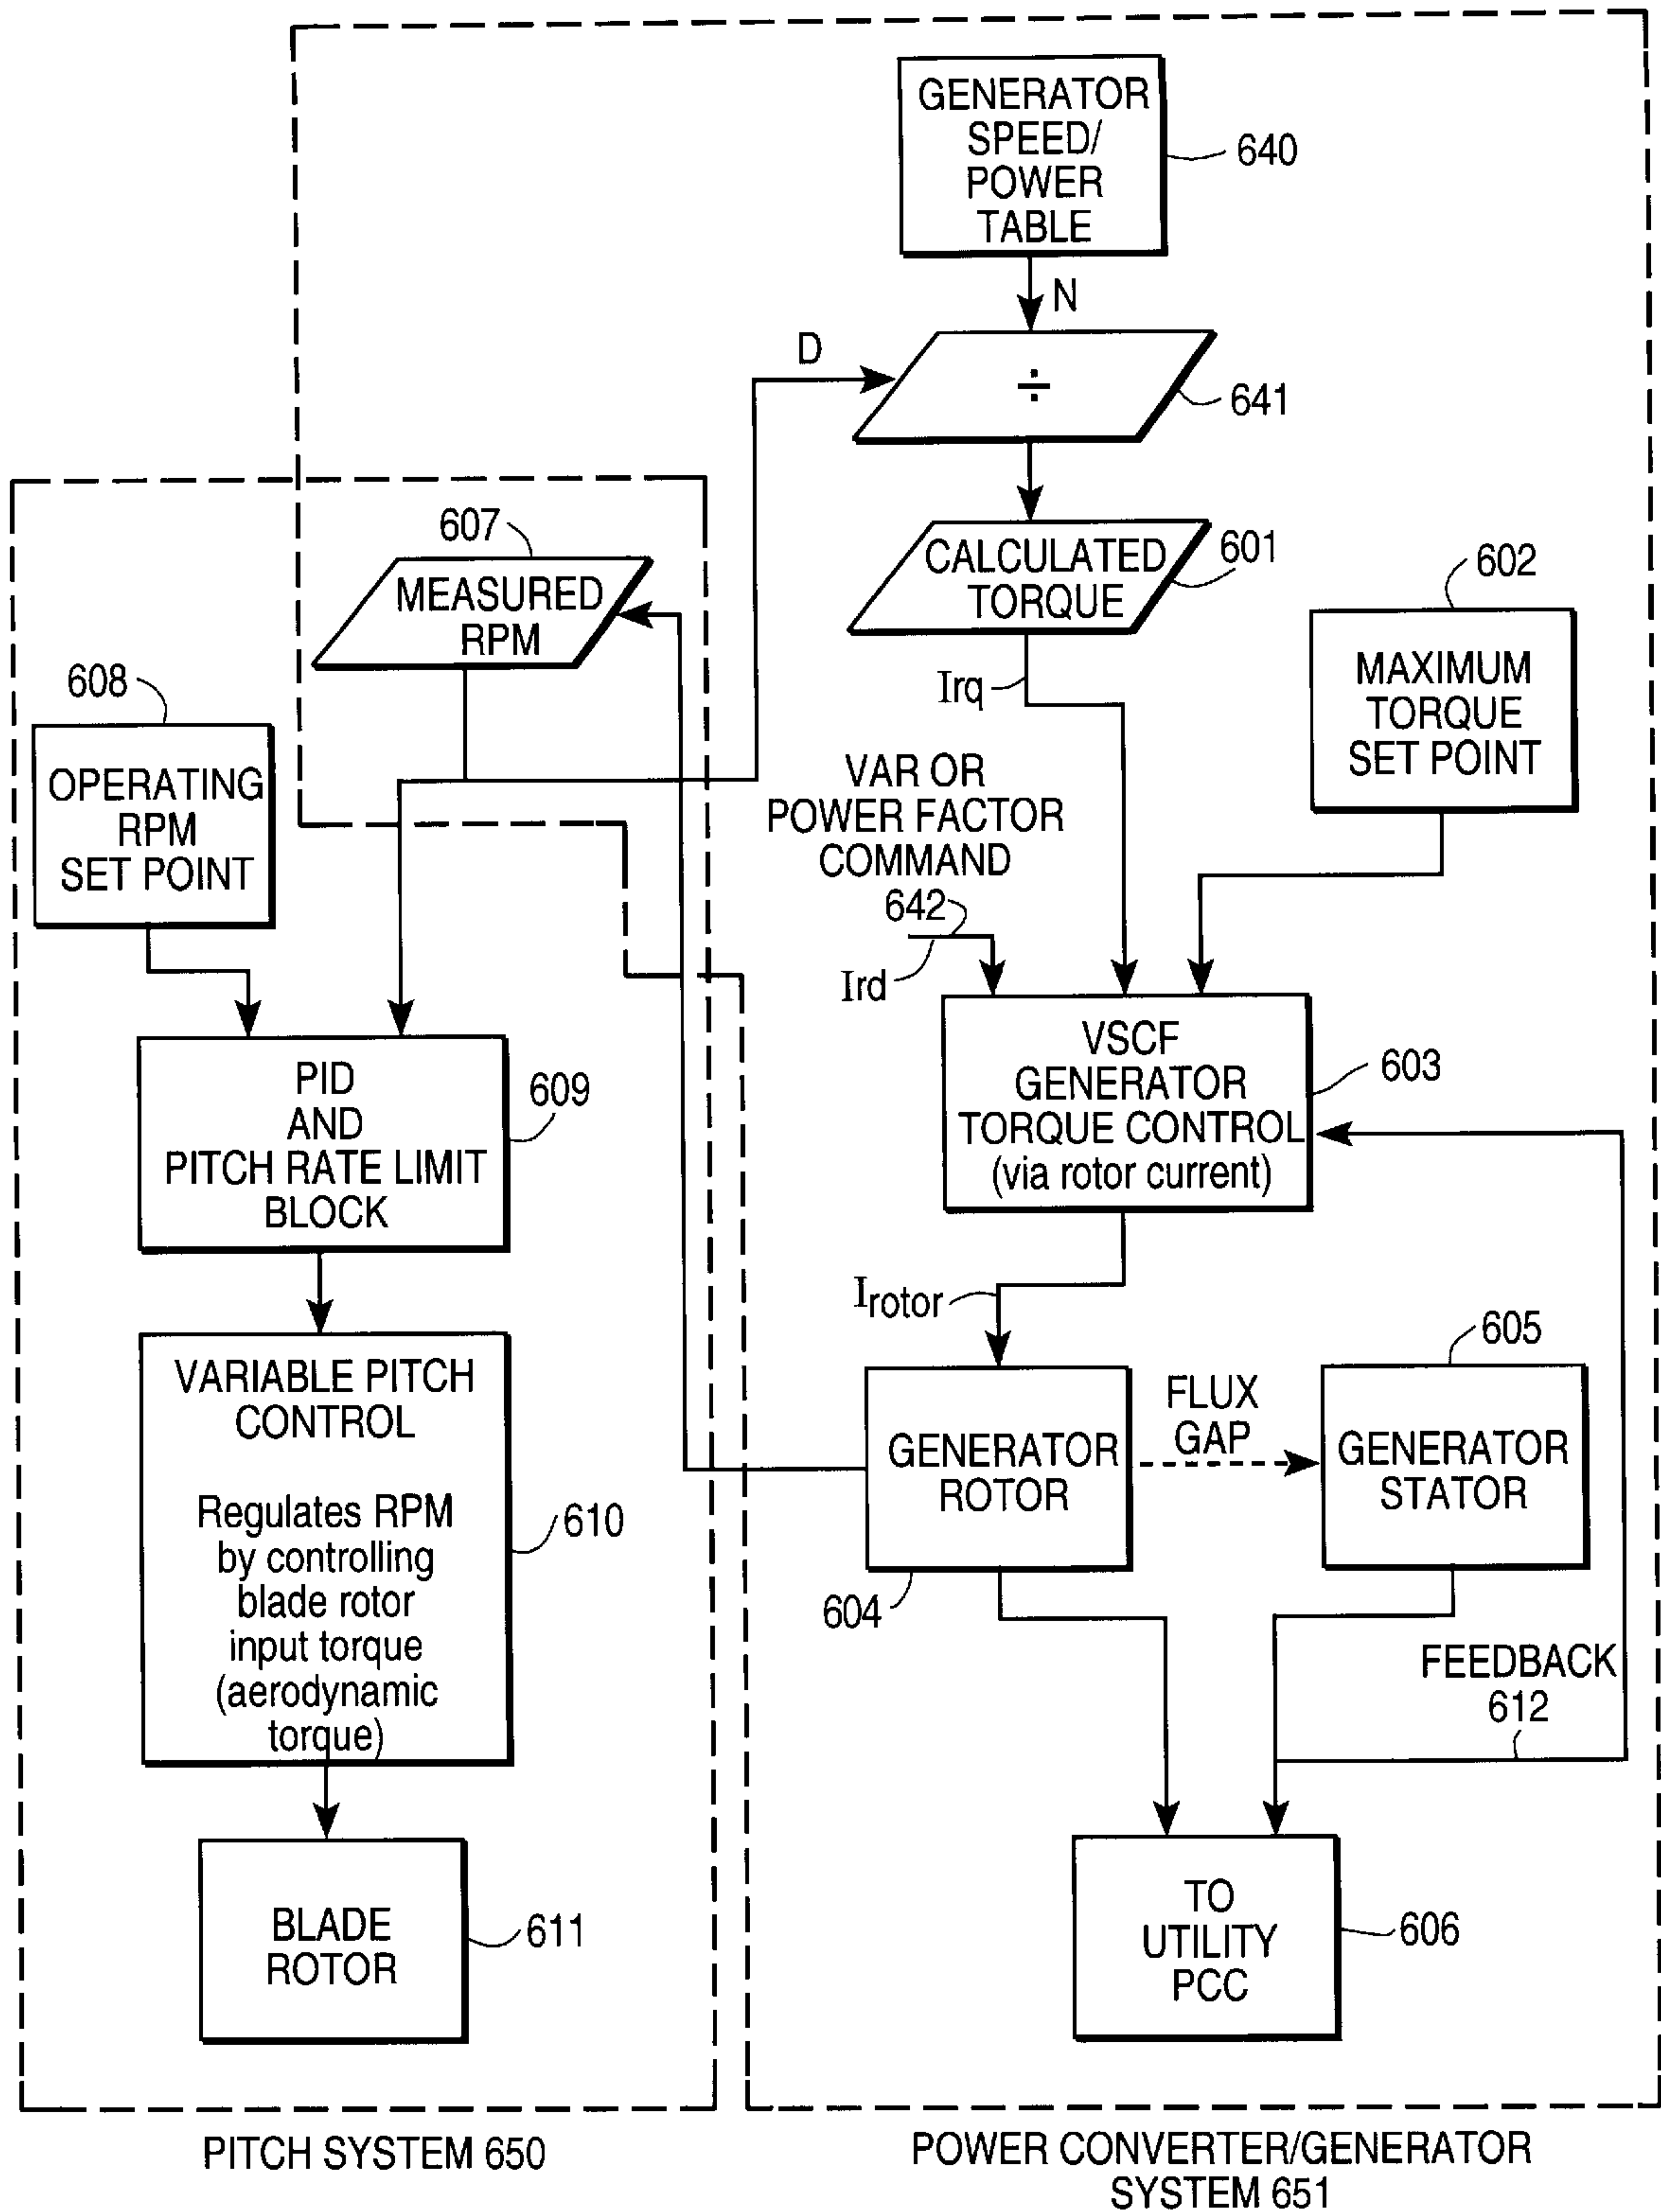 GENERATOR
SPEED/
POWER
TABLE
640
N
D
÷
641
607
MEASURED
RPM
CALCULATED
TORQUE
601
602
MAXIMUM
TORQUE
SET POINT
Irq
608
OPERATING
RPM
SET POINT
VAR OR
POWER FACTOR
COMMAND
642
Ird
PID
AND
PITCH RATE LIMIT
BLOCK
609
VSCF
GENERATOR
TORQUE CONTROL
(via rotor current)
603
Irotor
VARIABLE PITCH
CONTROL
Regulates RPM
by controlling
blade rotor
input torque
(aerodynamic
torque)
610
GENERATOR
ROTOR
604
FLUX
GAP
605
GENERATOR
STATOR
FEEDBACK
612
BLADE
ROTOR
611
TO
UTILITY
PCC
606
PITCH SYSTEM 650
POWER CONVERTER/GENERATOR
SYSTEM 651